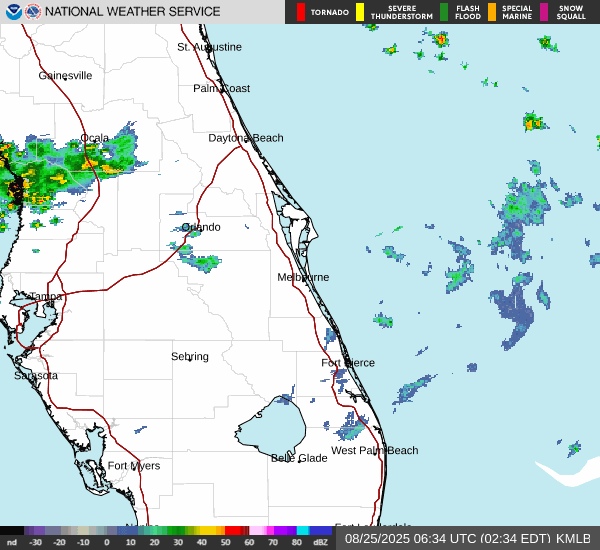 NATIONAL WEATHER SERVICE
TORNADO
SEVERE
THUNDERSTORM
FLASH
FLOOD
SPECIAL
MARINE
SNOW
SQUALL
St. Augustine
Gainesville
Palm Coast
Ocala
Daytona Beach
Orlando
Melbourne
Tampa
Sebring
Fort Pierce
Sarasota
West Palm Beach
Belle Glade
Fort Myers
nd -30 -20 -10 0 10 20 30 40 50 60 70 80 dBZ
08/25/2025 06:34 UTC (02:34 EDT) KMLB